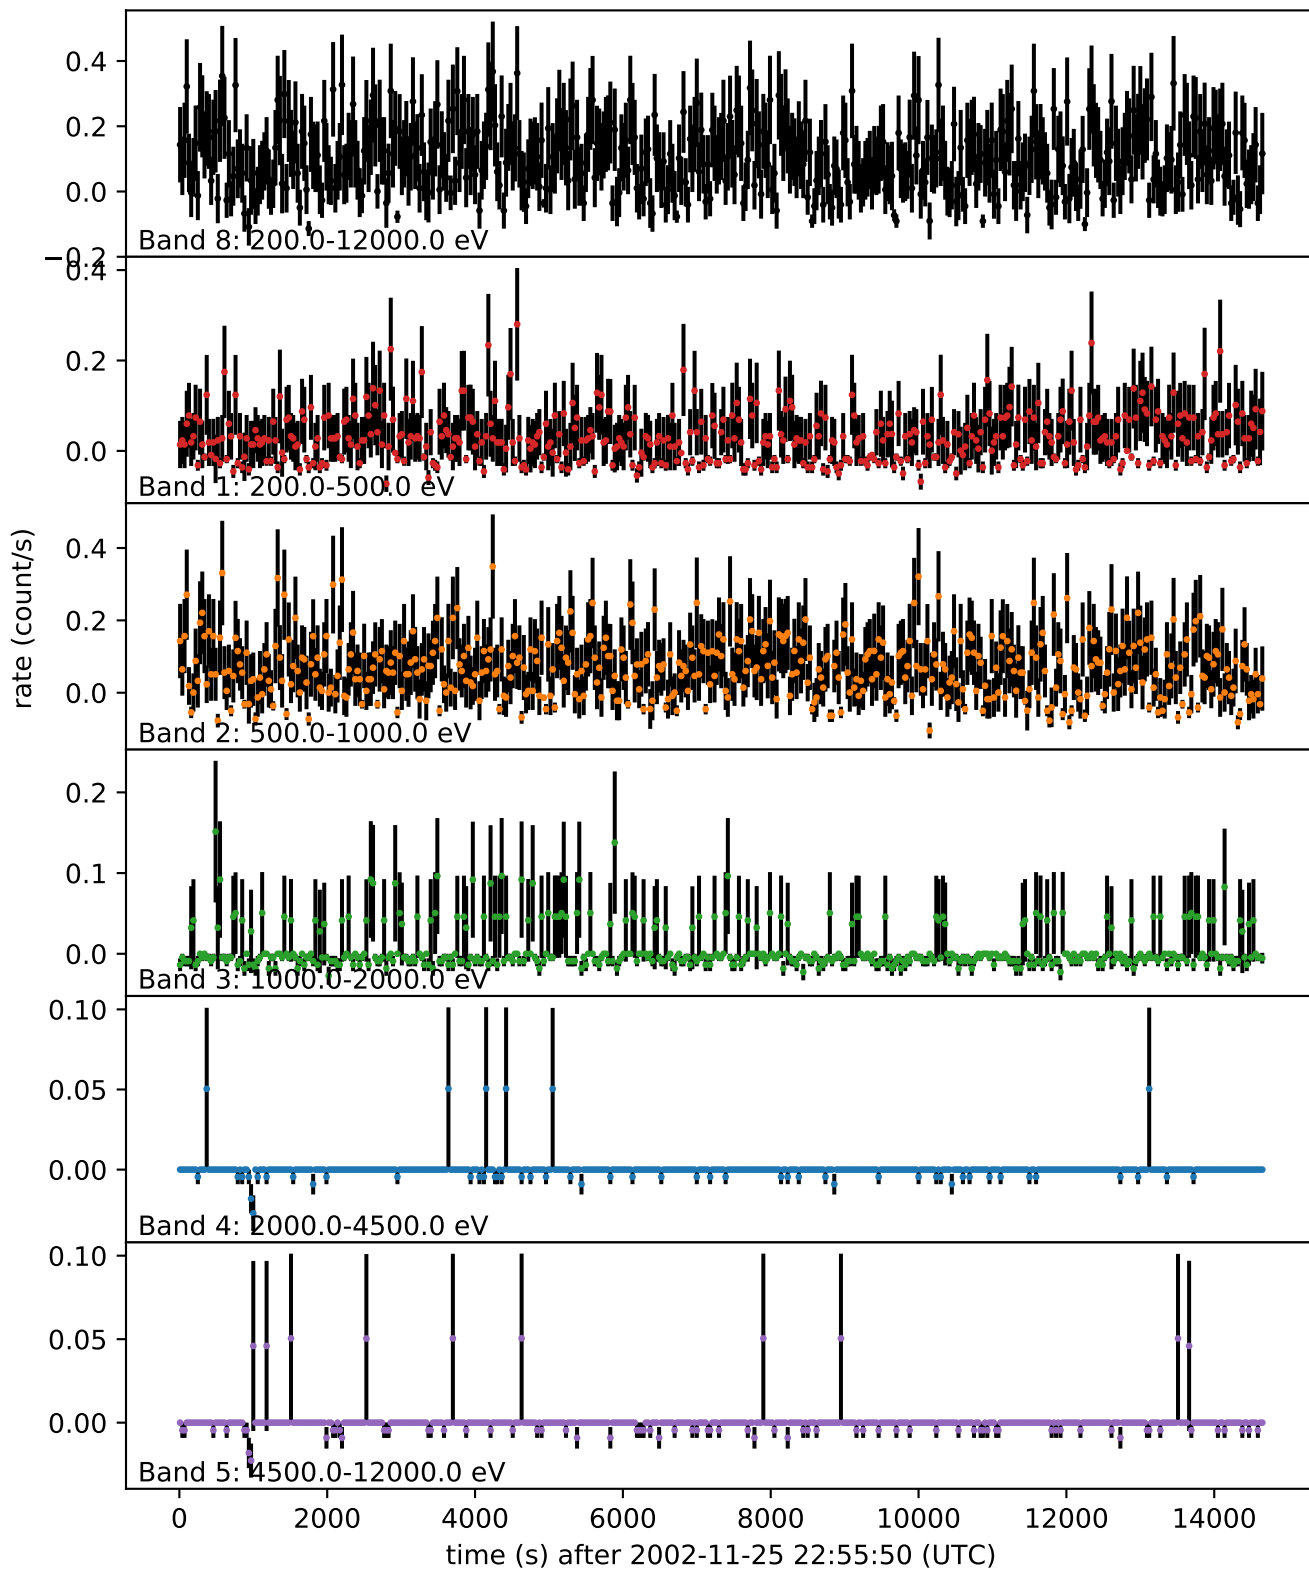 0.4
0.2
0.0
−0.2
Band 8: 200.0-12000.0 eV
0.4
0.2
0.0
Band 1: 200.0-500.0 eV
rate (count/s)
0.4
0.2
0.0
Band 2: 500.0-1000.0 eV
0.2
0.1
0.0
Band 3: 1000.0-2000.0 eV
0.10
0.05
0.00
Band 4: 2000.0-4500.0 eV
0.10
0.05
0.00
Band 5: 4500.0-12000.0 eV
0 2000 4000 6000 8000 10000 12000 14000
time (s) after 2002-11-25 22:55:50 (UTC)